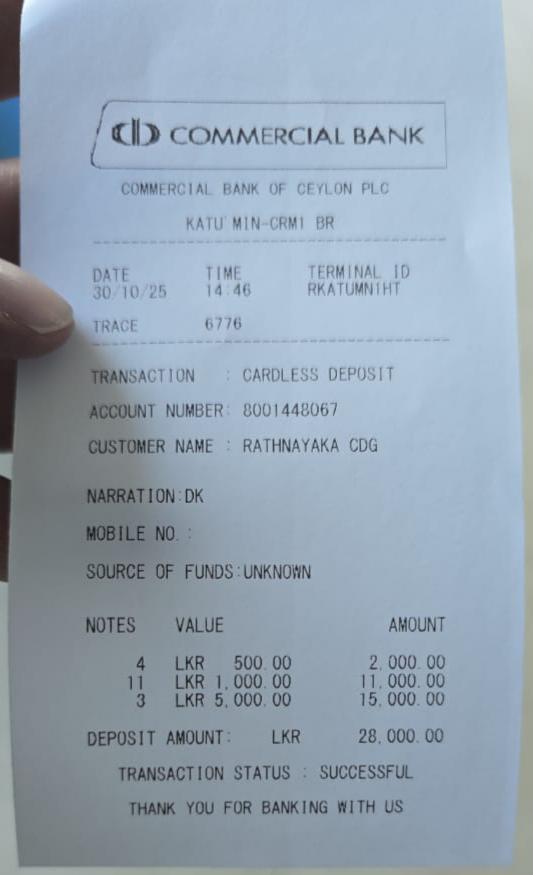 COMMERCIAL BANK
COMMERCIAL BANK OF CEYLON PLC
KATU MIN-CRM1 BR
DATE TIME TERMINAL ID
30/10/25 14:46 RKATUMN1HT
TRACE 6776
TRANSACTION : CARDLESS DEPOSIT
ACCOUNT NUMBER: 8001448067
CUSTOMER NAME : RATHNAYAKA CDG
NARRATION:DK
MOBILE NO. :
SOURCE OF FUNDS:UNKNOWN
NOTES VALUE AMOUNT
4 LKR 500.00 2,000.00
11 LKR 1,000.00 11,000.00
3 LKR 5,000.00 15,000.00
DEPOSIT AMOUNT: LKR 28,000.00
TRANSACTION STATUS : SUCCESSFUL
THANK YOU FOR BANKING WITH US